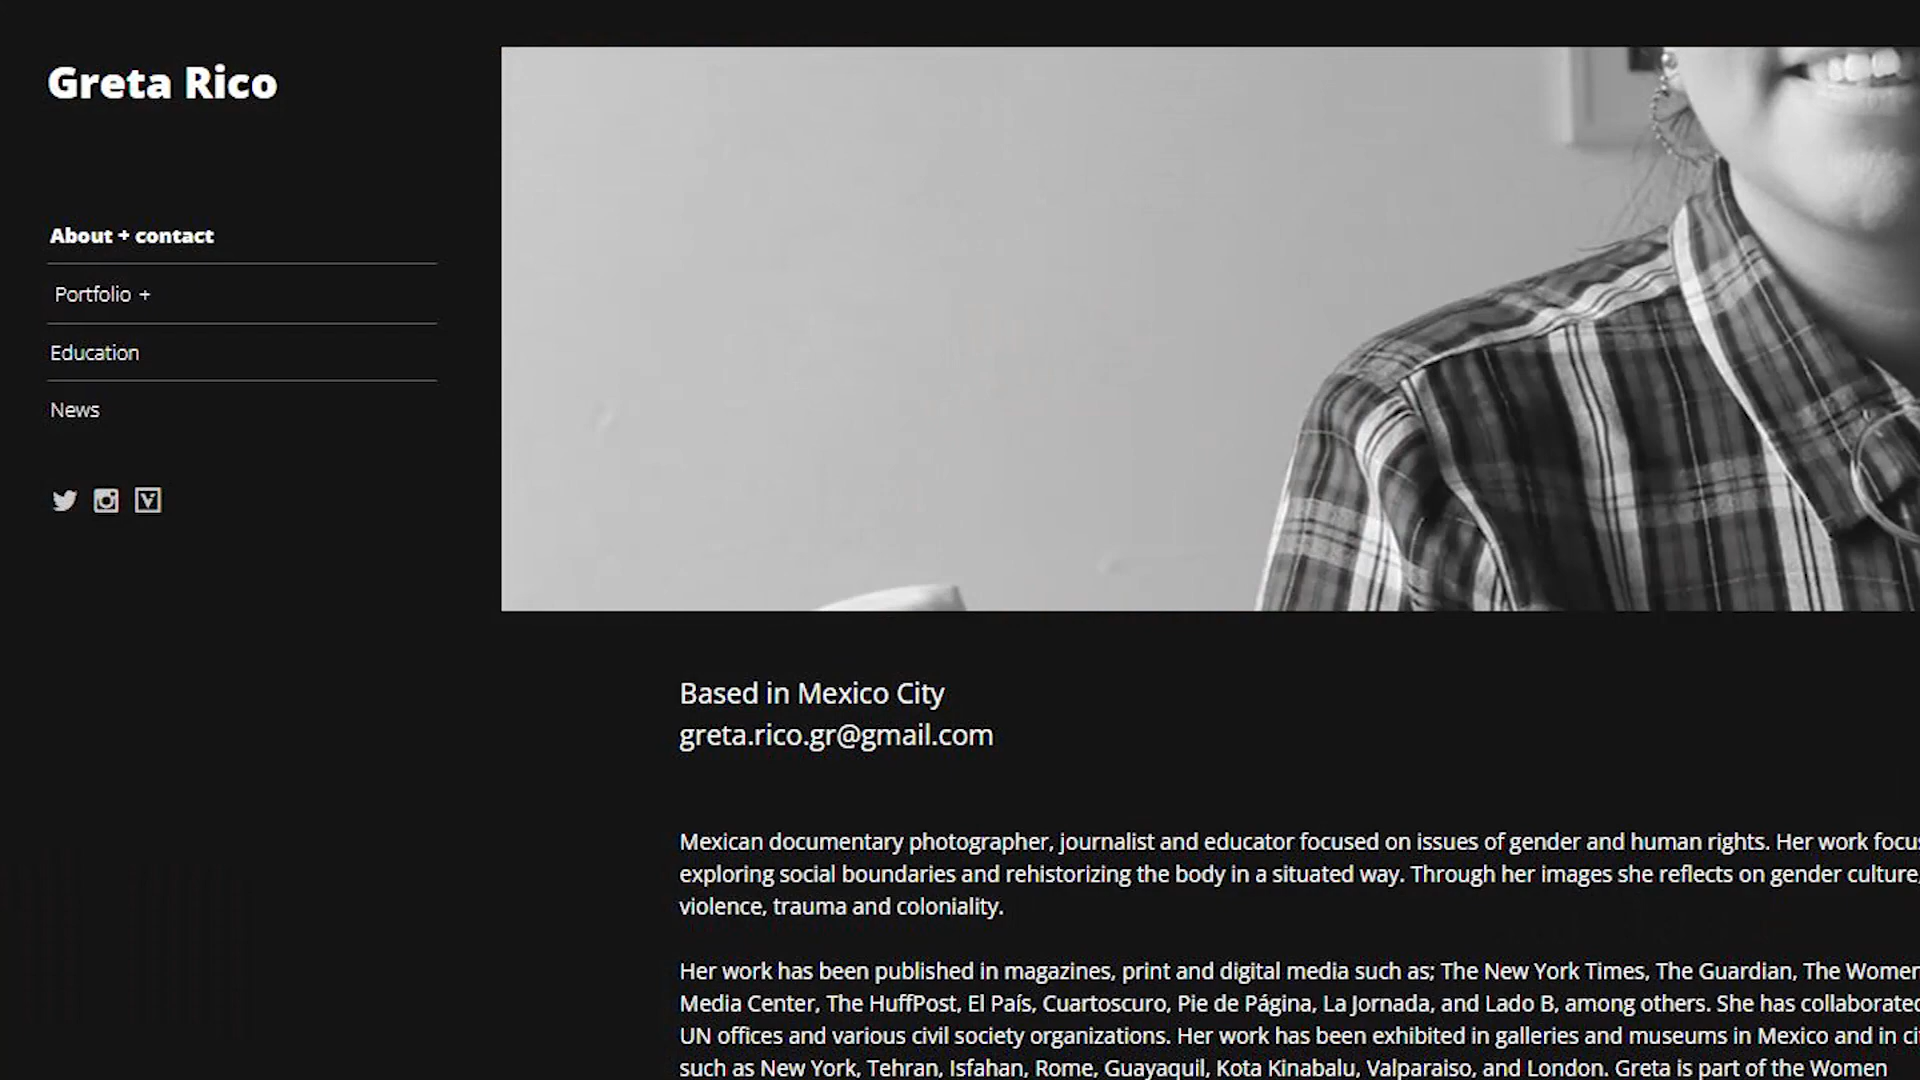 Greta Rico
About + contact
Portfolio +
Education
News
Based in Mexico City
greta.rico.gr@gmail.com
Mexican documentary photographer, journalist and educator focused on issues of gender and human rights. Her work
exploring social boundaries and rehistorizing the body in a situated way. Through her images she reflects on gender culture,
violence, trauma and coloniality.
Her work has been published in magazines, print and digital media such as; The New York Times, The Guardian, The Women
Media Center, The HuffPost, El País, Cuartoscuro, Pie de Página, La Jornada, and Lado B, among others. She has collaborated
UN offices and various civil society organizations. Her work has been exhibited in galleries and museums in Mexico and in
such as New York, Tehran, Isfahan, Rome, Guayaquil, Kota Kinabalu, Valparaiso, and London. Greta is part of the Women